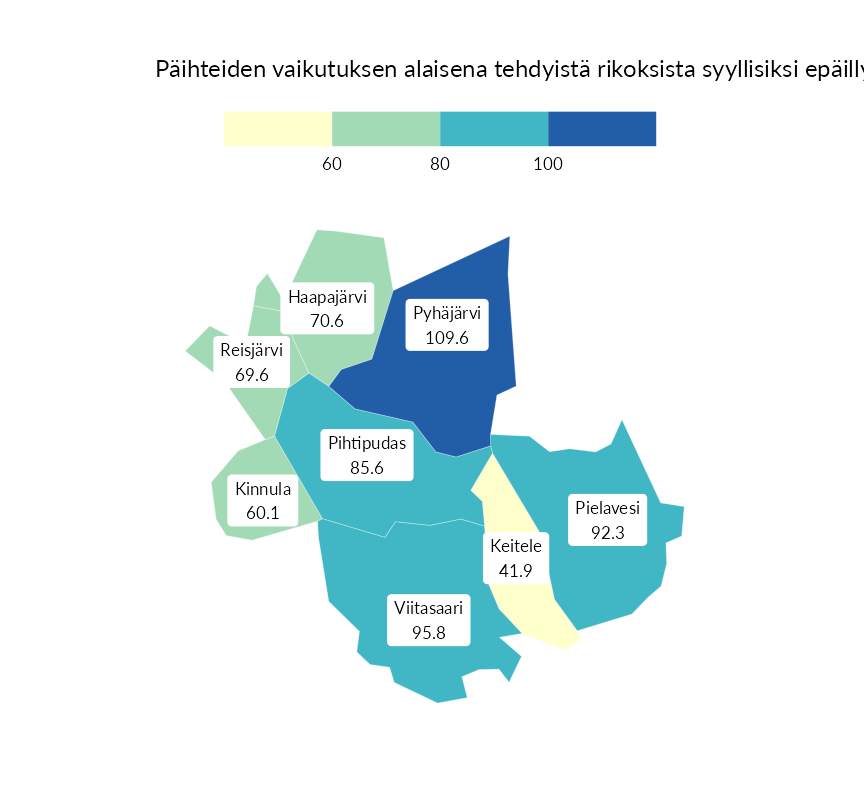 Päihteiden vaikutuksen alaisena tehdyistä rikoksista syyllisiksi
60
80
100
Haapajärvi
70.6
Pyhäjärvi
109.6
Reisjärvi
69.6
Pihtipudas
85.6
Kinnula
60.1
Pielavesi
92.3
Keitele
41.9
Viitasaari
95.8